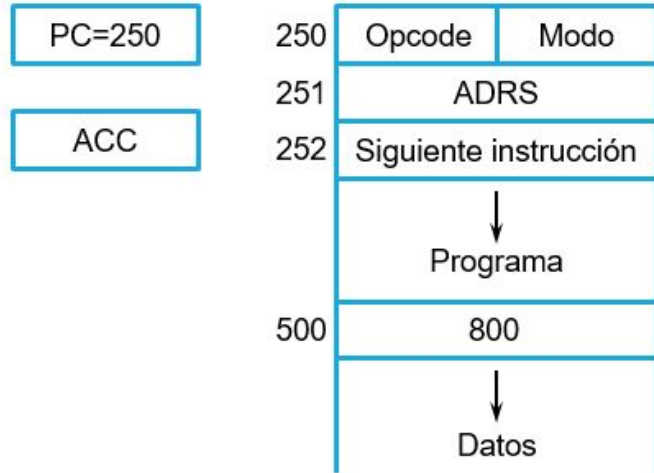 PC=250
250 Opcode Modo
251 ADRS
ACC
252 Siguiente instrucción
Programa
500 800
Datos